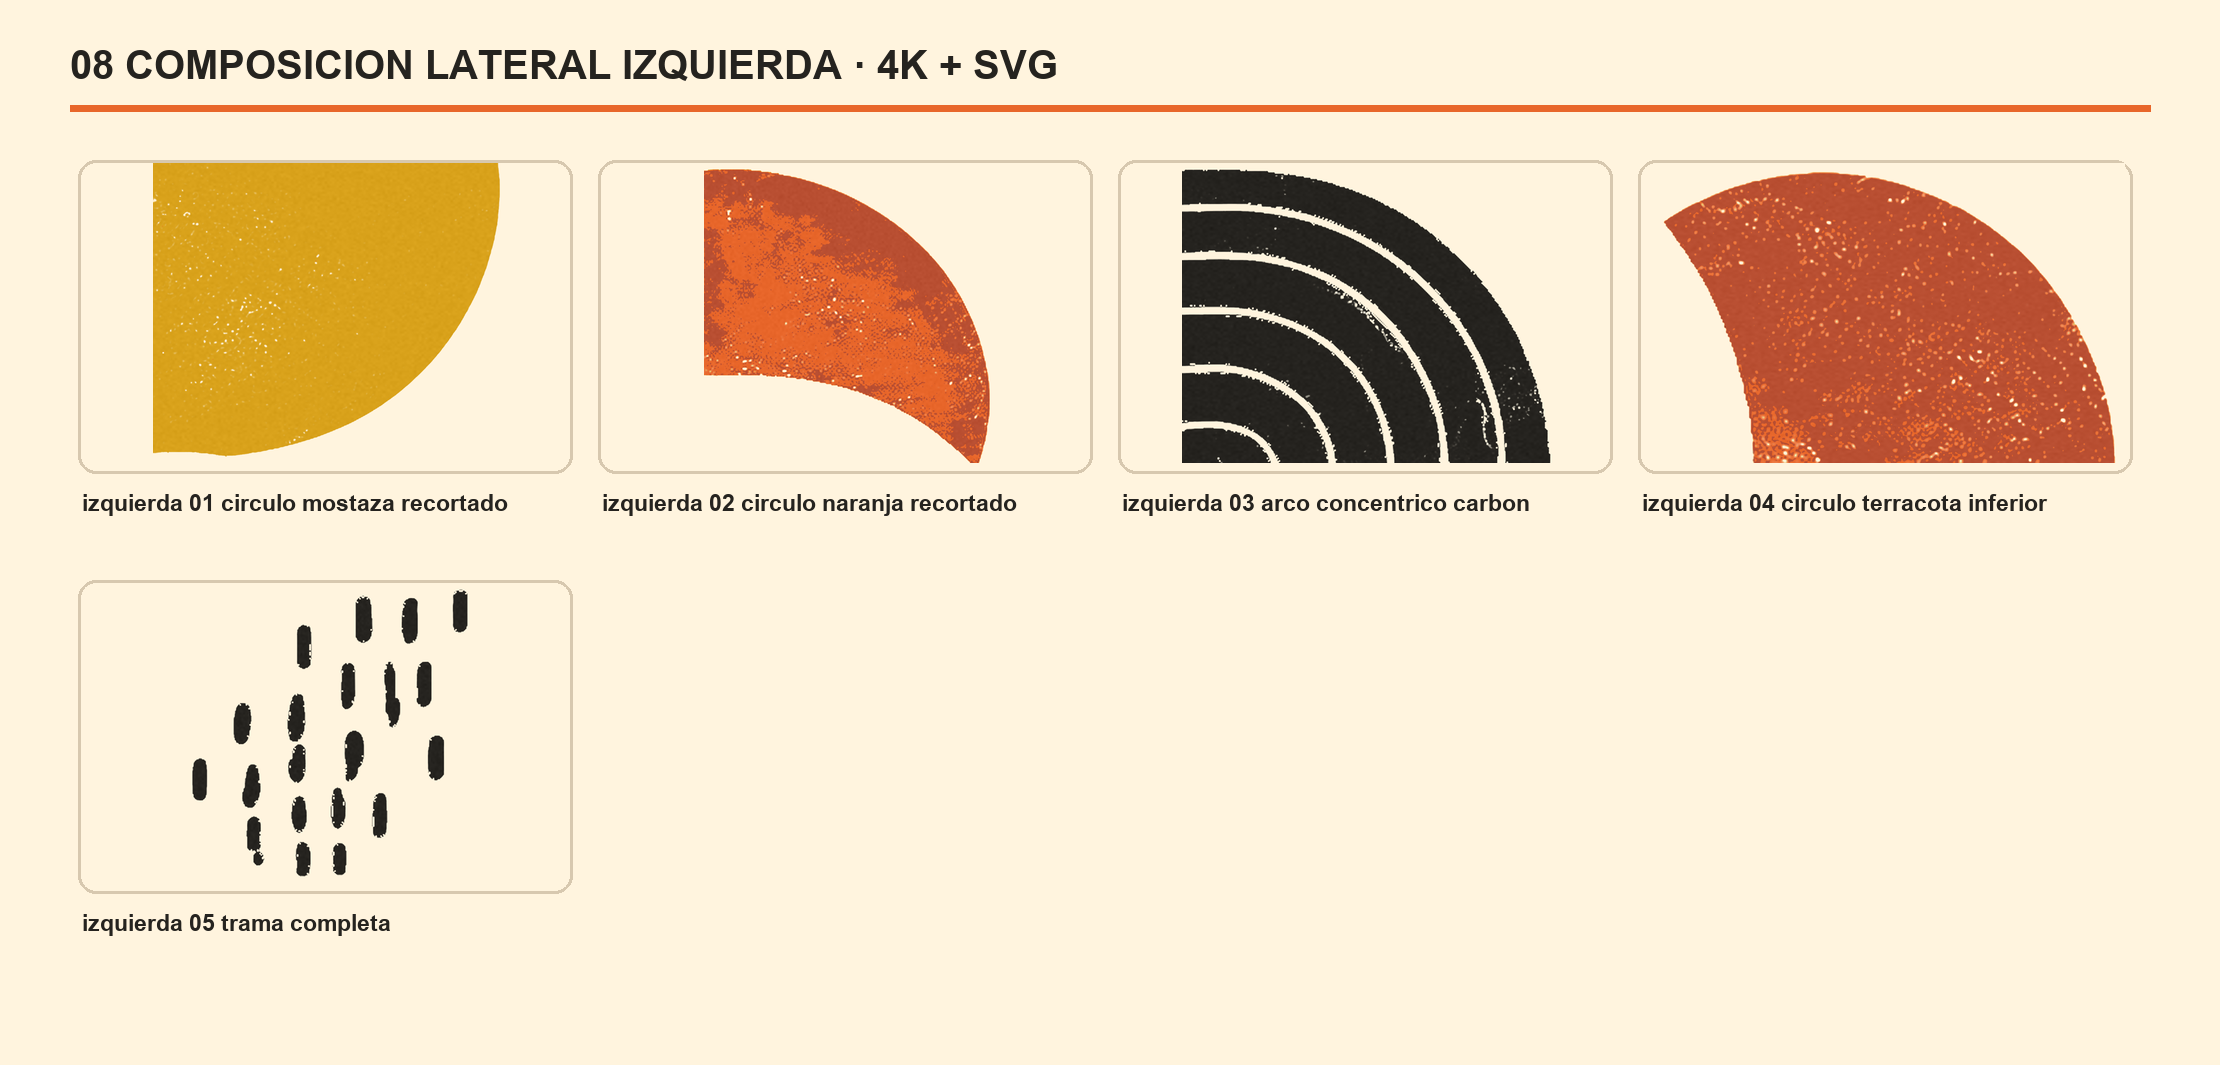 08 COMPOSICION LATERAL IZQUIERDA · 4K + SVG
izquierda 01 circulo mostaza recortado
izquierda 02 circulo naranja recortado
izquierda 03 arco concentrico carbon
izquierda 04 circulo terracota inferior
izquierda 05 trama completa